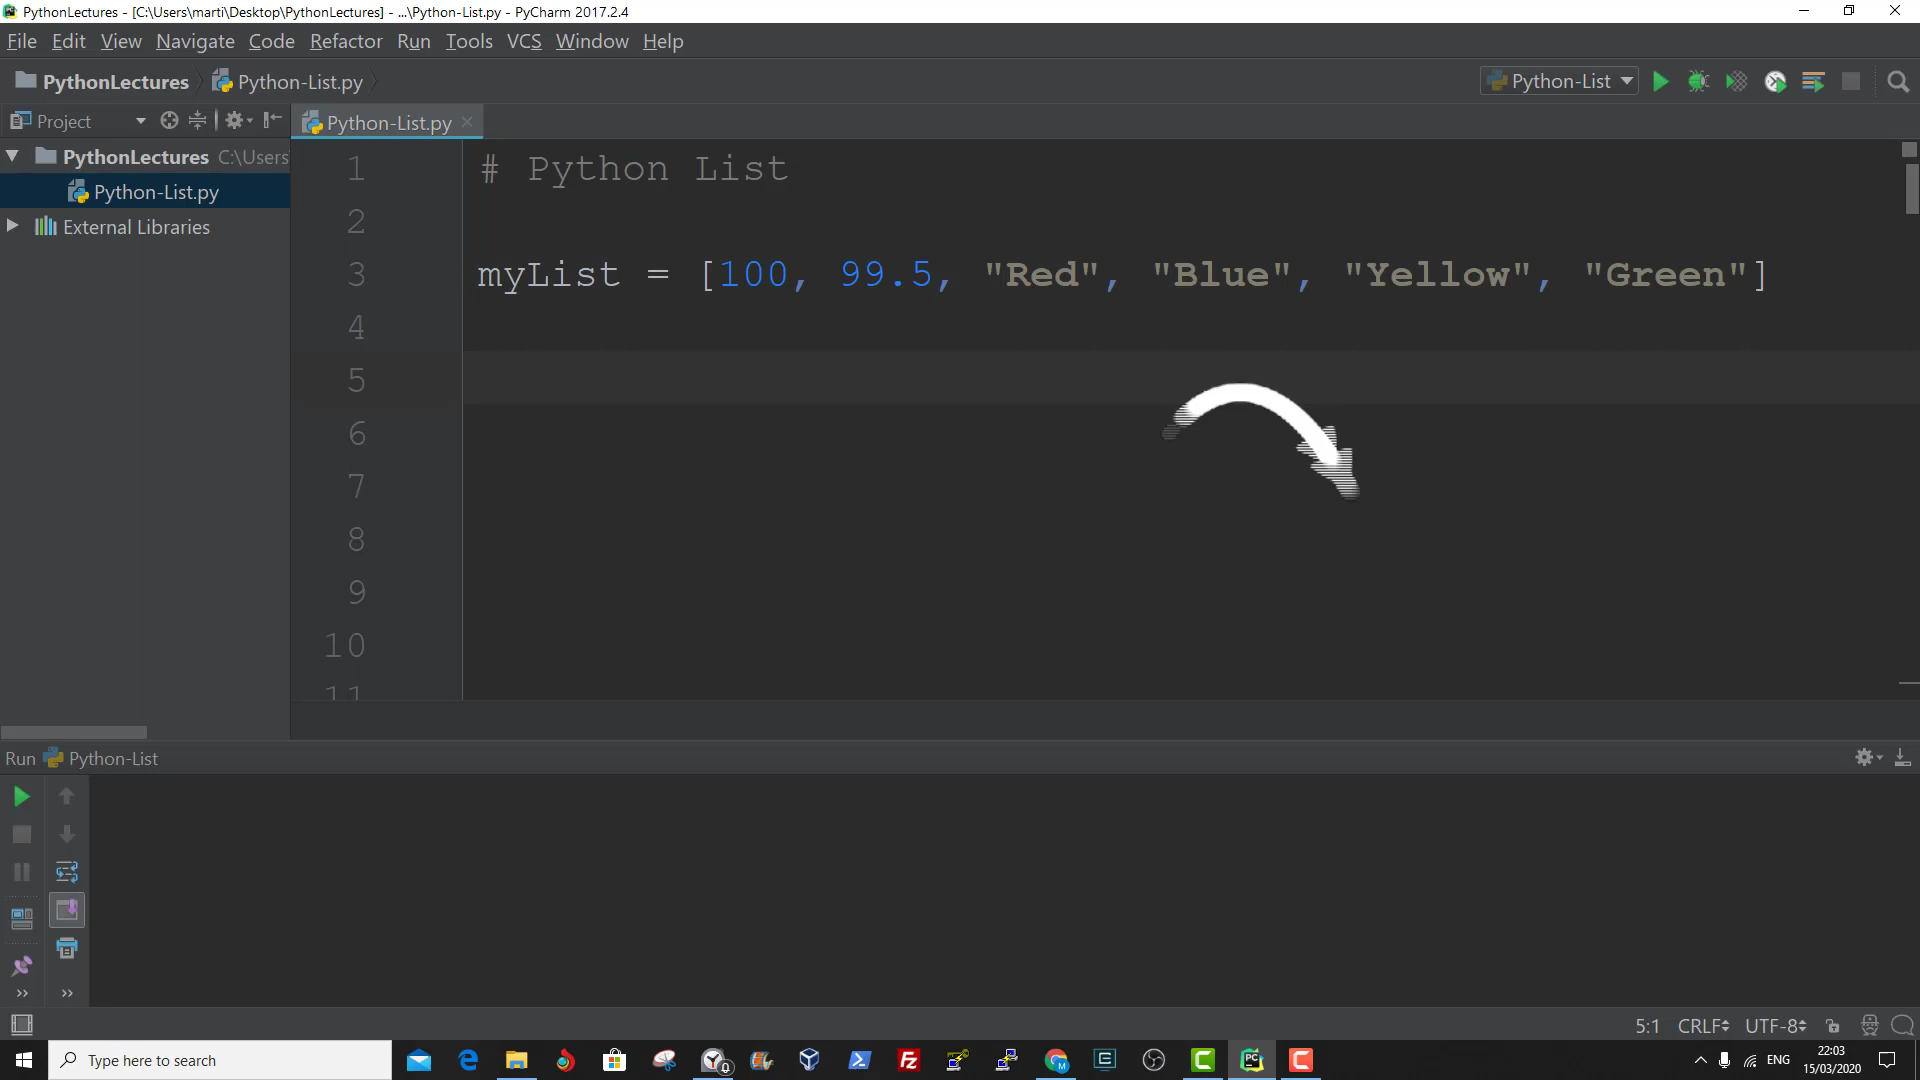 PythonLectures - [C:\Users\marti\Desktop\PythonLectures] - ...\Python-List.py - PyCharm 2017.2.4
File Edit View Navigate Code Refactor Run Tools VCS Window Help
PythonLectures Python-List.py
Python-List
Project
Python-List.py
PythonLectures C:\Users
Python-List.py
External Libraries
1 # Python List
2
3 myList = [100, 99.5, "Red", "Blue", "Yellow", "Green"]
4
5
6
7
8
9
10
11
Run Python-List
5:1 CRLF UTF-8
Type here to search
ENG
22:03
15/03/2020